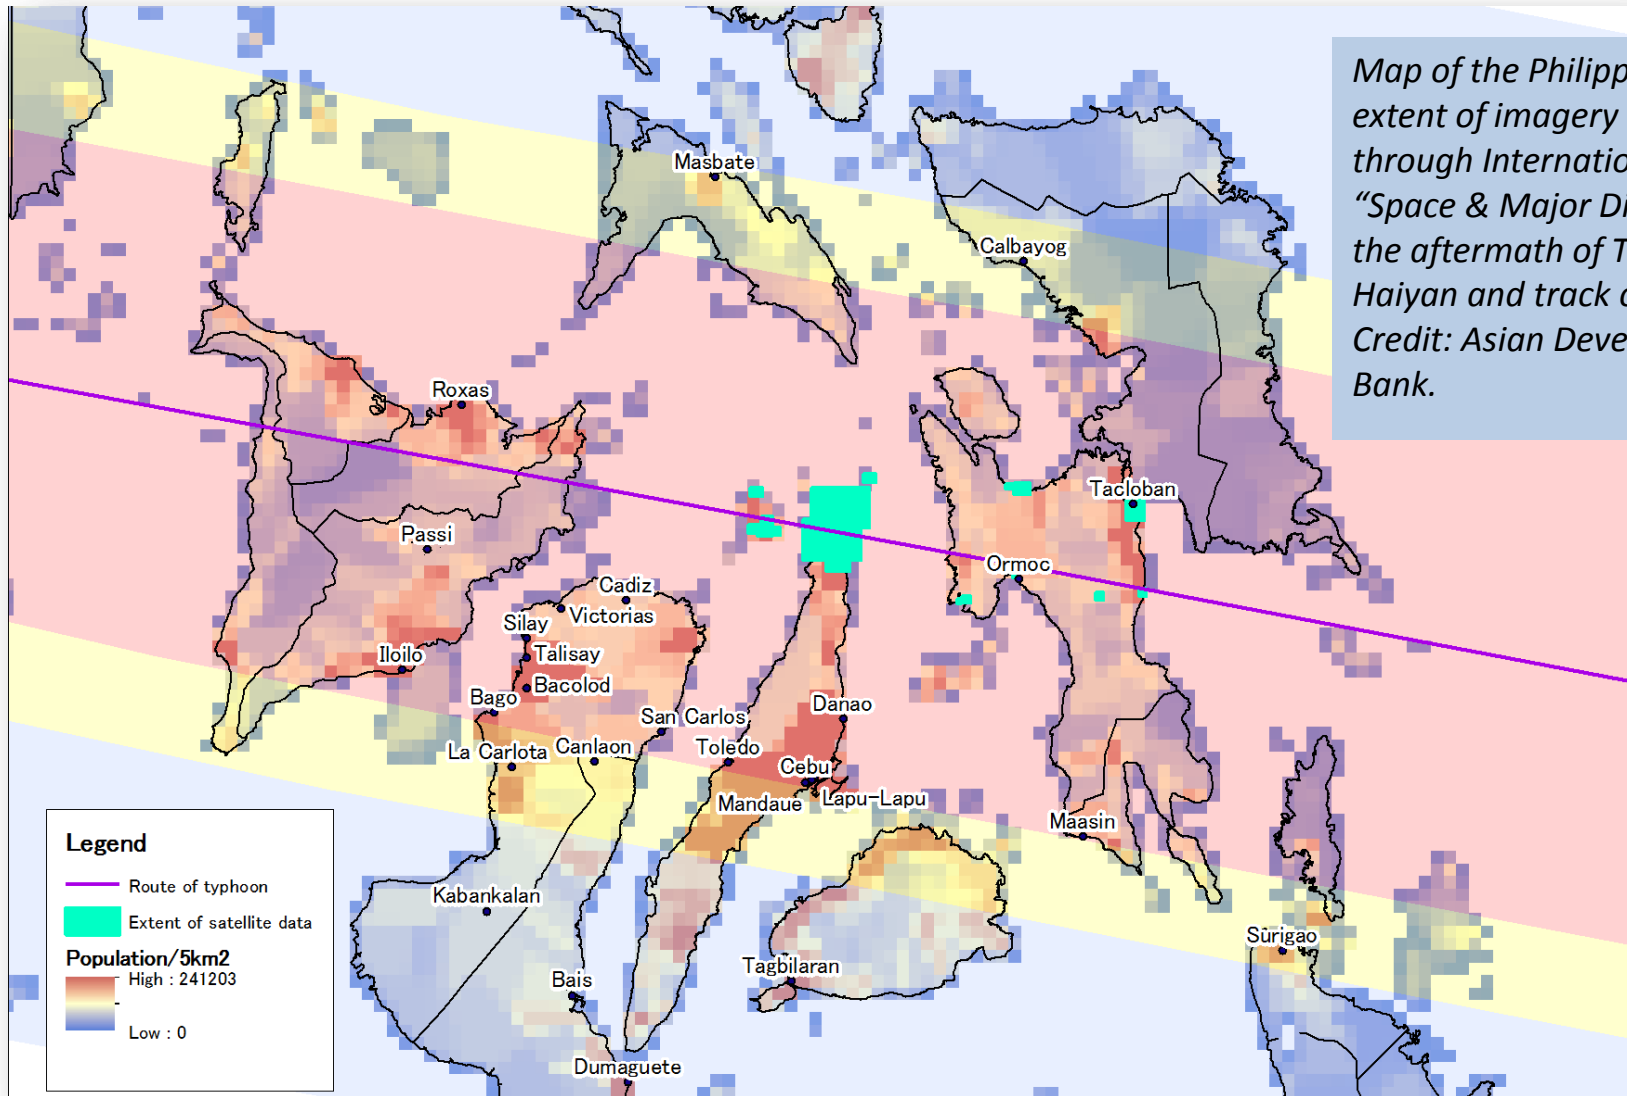 Map of the Philipp
extent of imagery
through Internatio
“Space & Major Di
the aftermath of T
Haiyan and track o
Credit: Asian Deve
Bank.
Masbate
Calbayog
Roxas
Tacloban
Passi
Ormoc
Cadiz
Victorias
Silay
Talisay
Iloilo
Bacolod
Bago
San Carlos
Danao
La Carlota
Canlaon
Toledo
Cebu
Mandaue
Lapu-Lapu
Maasin
Kabankalan
Surigao
Tagbilaran
Bais
Dumaguete
Legend
Route of typhoon
Extent of satellite data
Population/5km2
High : 241203
Low : 0